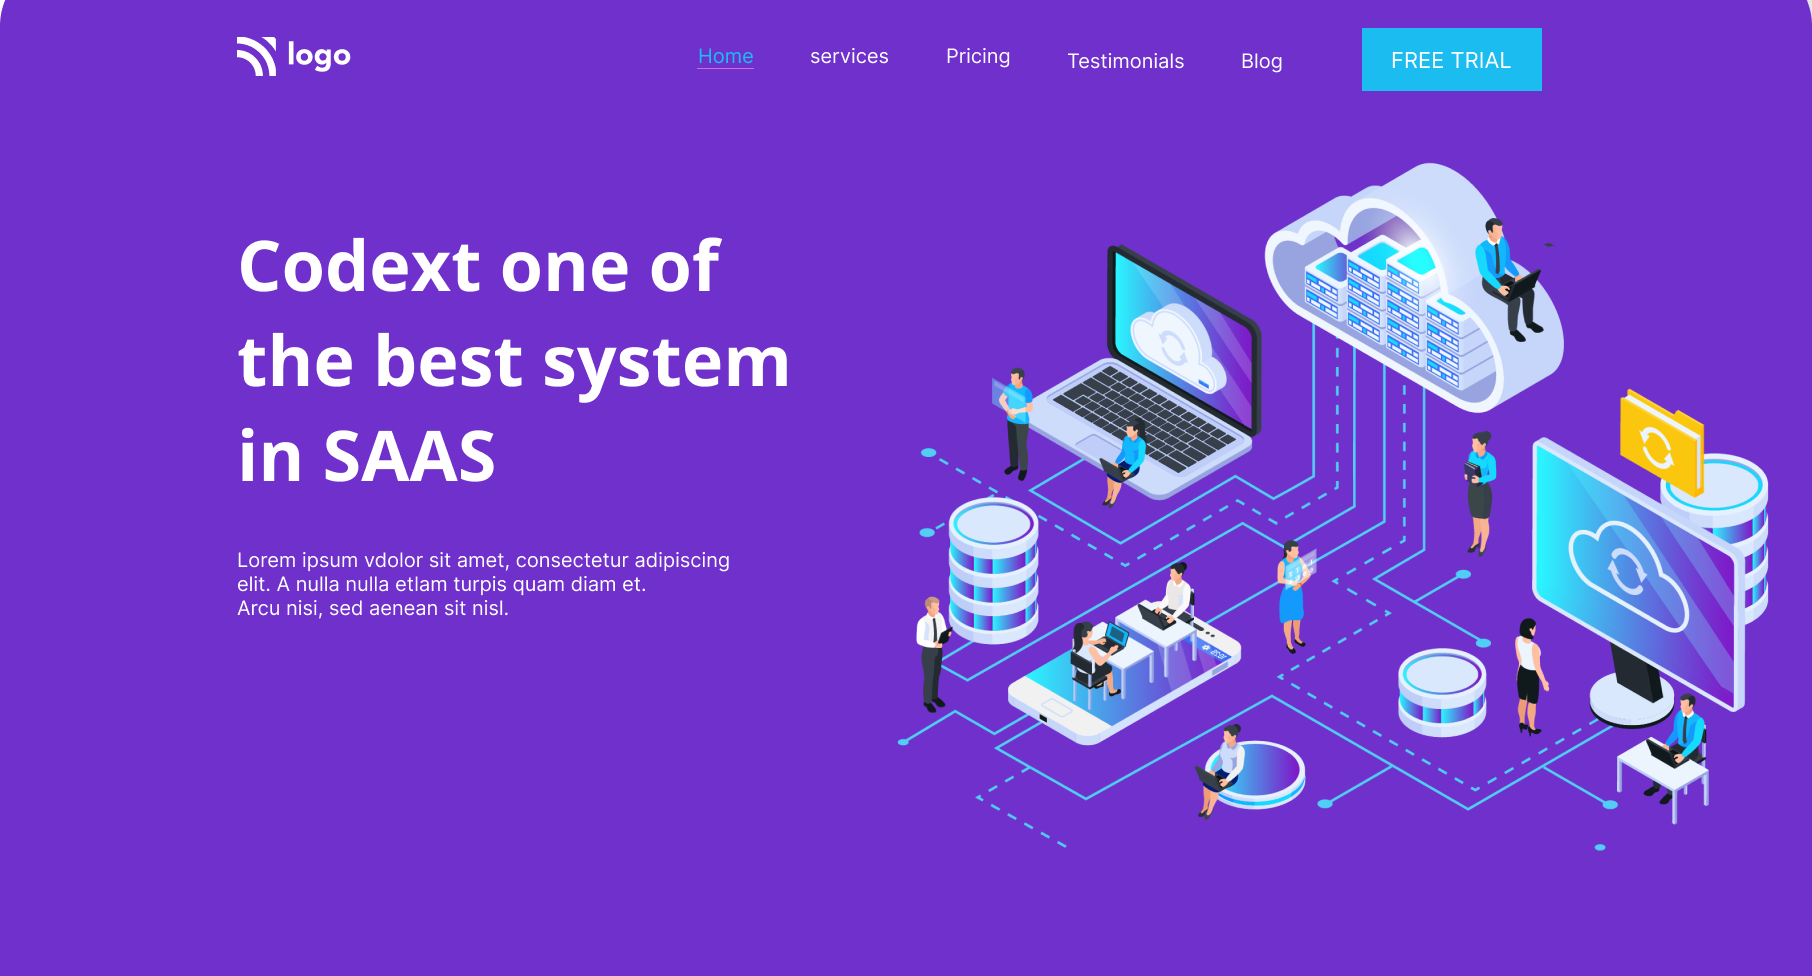 logo
Home
services
Pricing
Testimonials
Blog
FREE TRIAL
Codext one of
the best system
in SAAS
Lorem ipsum vdolor sit amet, consectetur adipiscing
elit. A nulla nulla etlam turpis quam diam et.
Arcu nisi, sed aenean sit nisl.